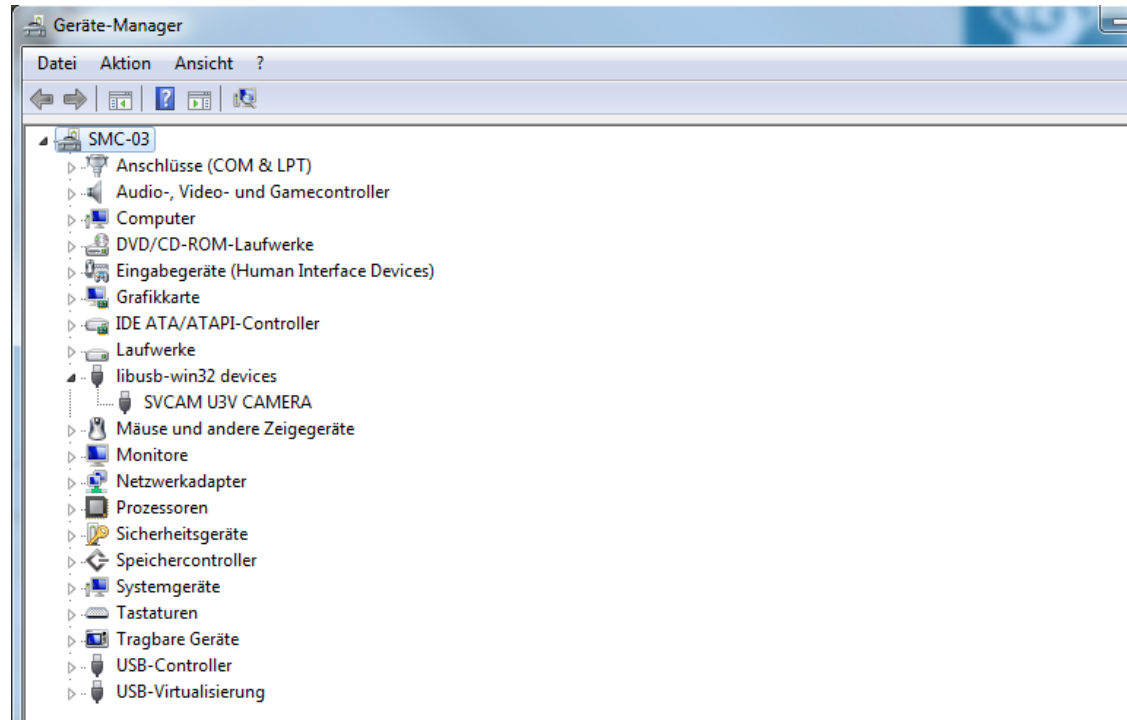 Geräte-Manager
Datei Aktion Ansicht ?
SMC-03
Anschlüsse (COM & LPT)
Audio-, Video- und Gamecontroller
Computer
DVD/CD-ROM-Laufwerke
Eingabegeräte (Human Interface Devices)
Grafikkarte
IDE ATA/ATAPI-Controller
Laufwerke
libusb-win32 devices
SVCAM U3V CAMERA
Mäuse und andere Zeigegeräte
Monitore
Netzwerkadapter
Prozessoren
Sicherheitsgeräte
Speichercontroller
Systemgeräte
Tastaturen
Tragbare Geräte
USB-Controller
USB-Virtualisierung